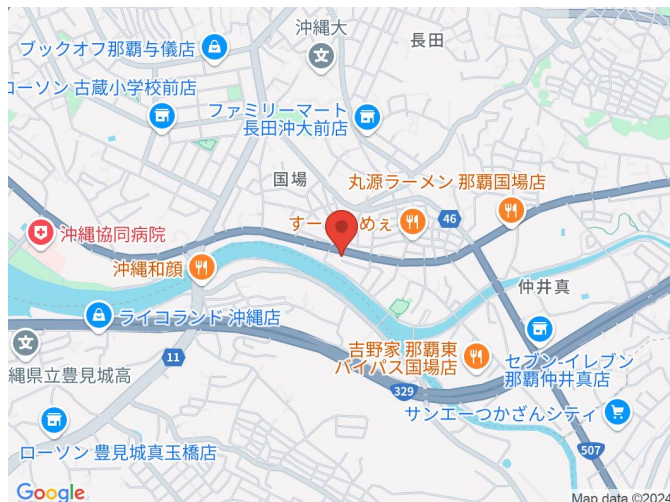 沖縄大
長田
ブックオフ那覇与儀店
ローソン 古蔵小学校前店
ファミリーマート
長田沖大前店
国場
丸源ラーメン 那覇国場店
すー
めぇ
46
沖縄協同病院
沖縄和顔
仲井真
ライコランド 沖縄店
吉野家 那覇東
バイパス国場店
セブン-イレブン
那覇仲井真店
縄県立豊見城高
11
329
サンエーつかざんシティ
ローソン 豊見城真玉橋店
507
Google
Map data ©2024